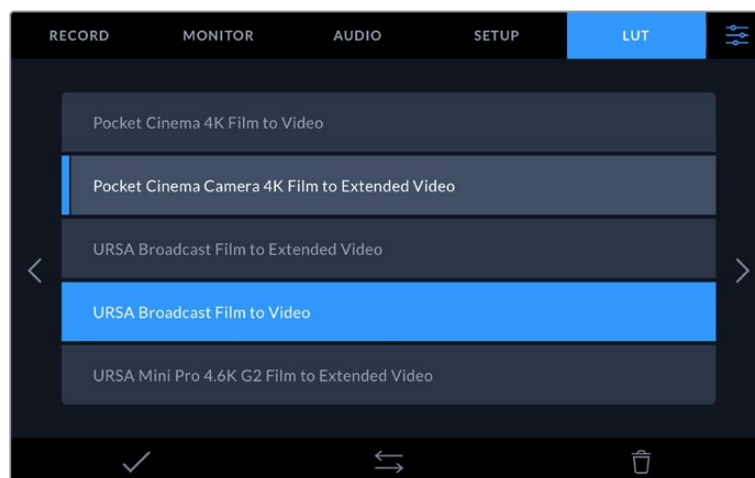 RECORD MONITOR AUDIO SETUP LUT
Pocket Cinema 4K Film to Video
Pocket Cinema Camera 4K Film to Extended Video
URSA Broadcast Film to Extended Video
URSA Broadcast Film to Video
URSA Mini Pro 4.6K G2 Film to Extended Video